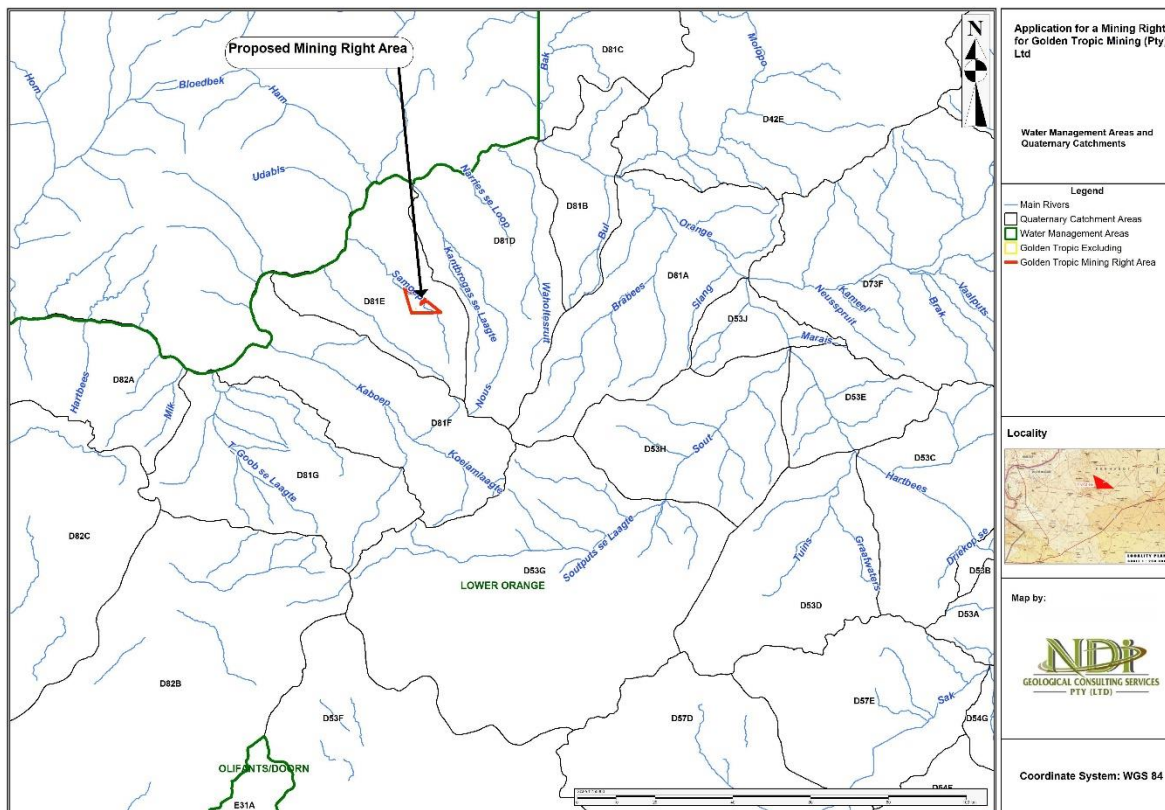 Proposed Mining Right Area
D81C
Bak
Molopo
Hom
Bloedbek
Ham
D42E
Udabis
Narries se Loop
D81B
D81D
Bul
Orange
Kantbrogas se Laagte
D81A
D81E
Brabees
Slang
D73F
Kameel
Neusspruit
Vaalputs
Brak
D53J
Marais
Hartbees
D82A
Mik
Kaboep
Nous
D53E
D81F
Sout
D53H
D53C
Koelamlaagte
T-Goob se Laagte
D81G
Hartbees
D82C
Soutputs se Laagte
Tuins
Graafwaters
D53G
D53B
LOWER ORANGE
D53D
D53A
D82B
D57E
Sak
D53F
D57D
D54G
OLIFANTS/DOORN
E31A
N
Application for a Mining Right
for Golden Tropic Mining (Pty)
Ltd
Water Management Areas and
Quaternary Catchments
Legend
Main Rivers
Quaternary Catchment Areas
Water Management Areas
Golden Tropic Excluding
Golden Tropic Mining Right Area
Locality
Map by:
NDi
GEOLOGICAL CONSULTING SERVICES
PTY (LTD)
Coordinate System: WGS 84